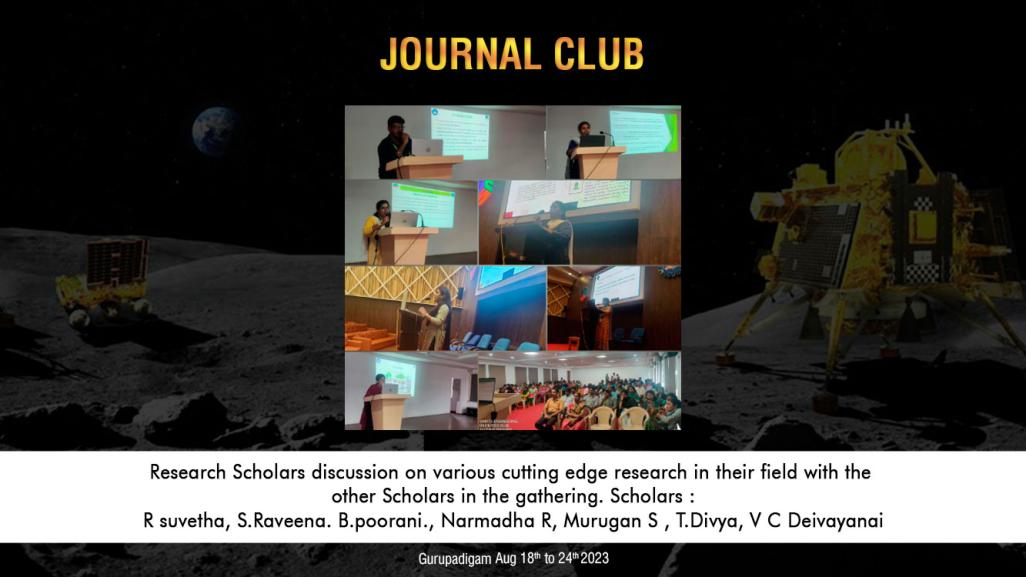 JOURNAL CLUB
Research Scholars discussion on various cutting edge research in their field with the
other Scholars in the gathering. Scholars :
R suvetha, S.Raveena. B.poorani., Narmadha R, Murugan S , T.Divya, V C Deivayanai
Gurupadigam Aug 18th to 24th 2023